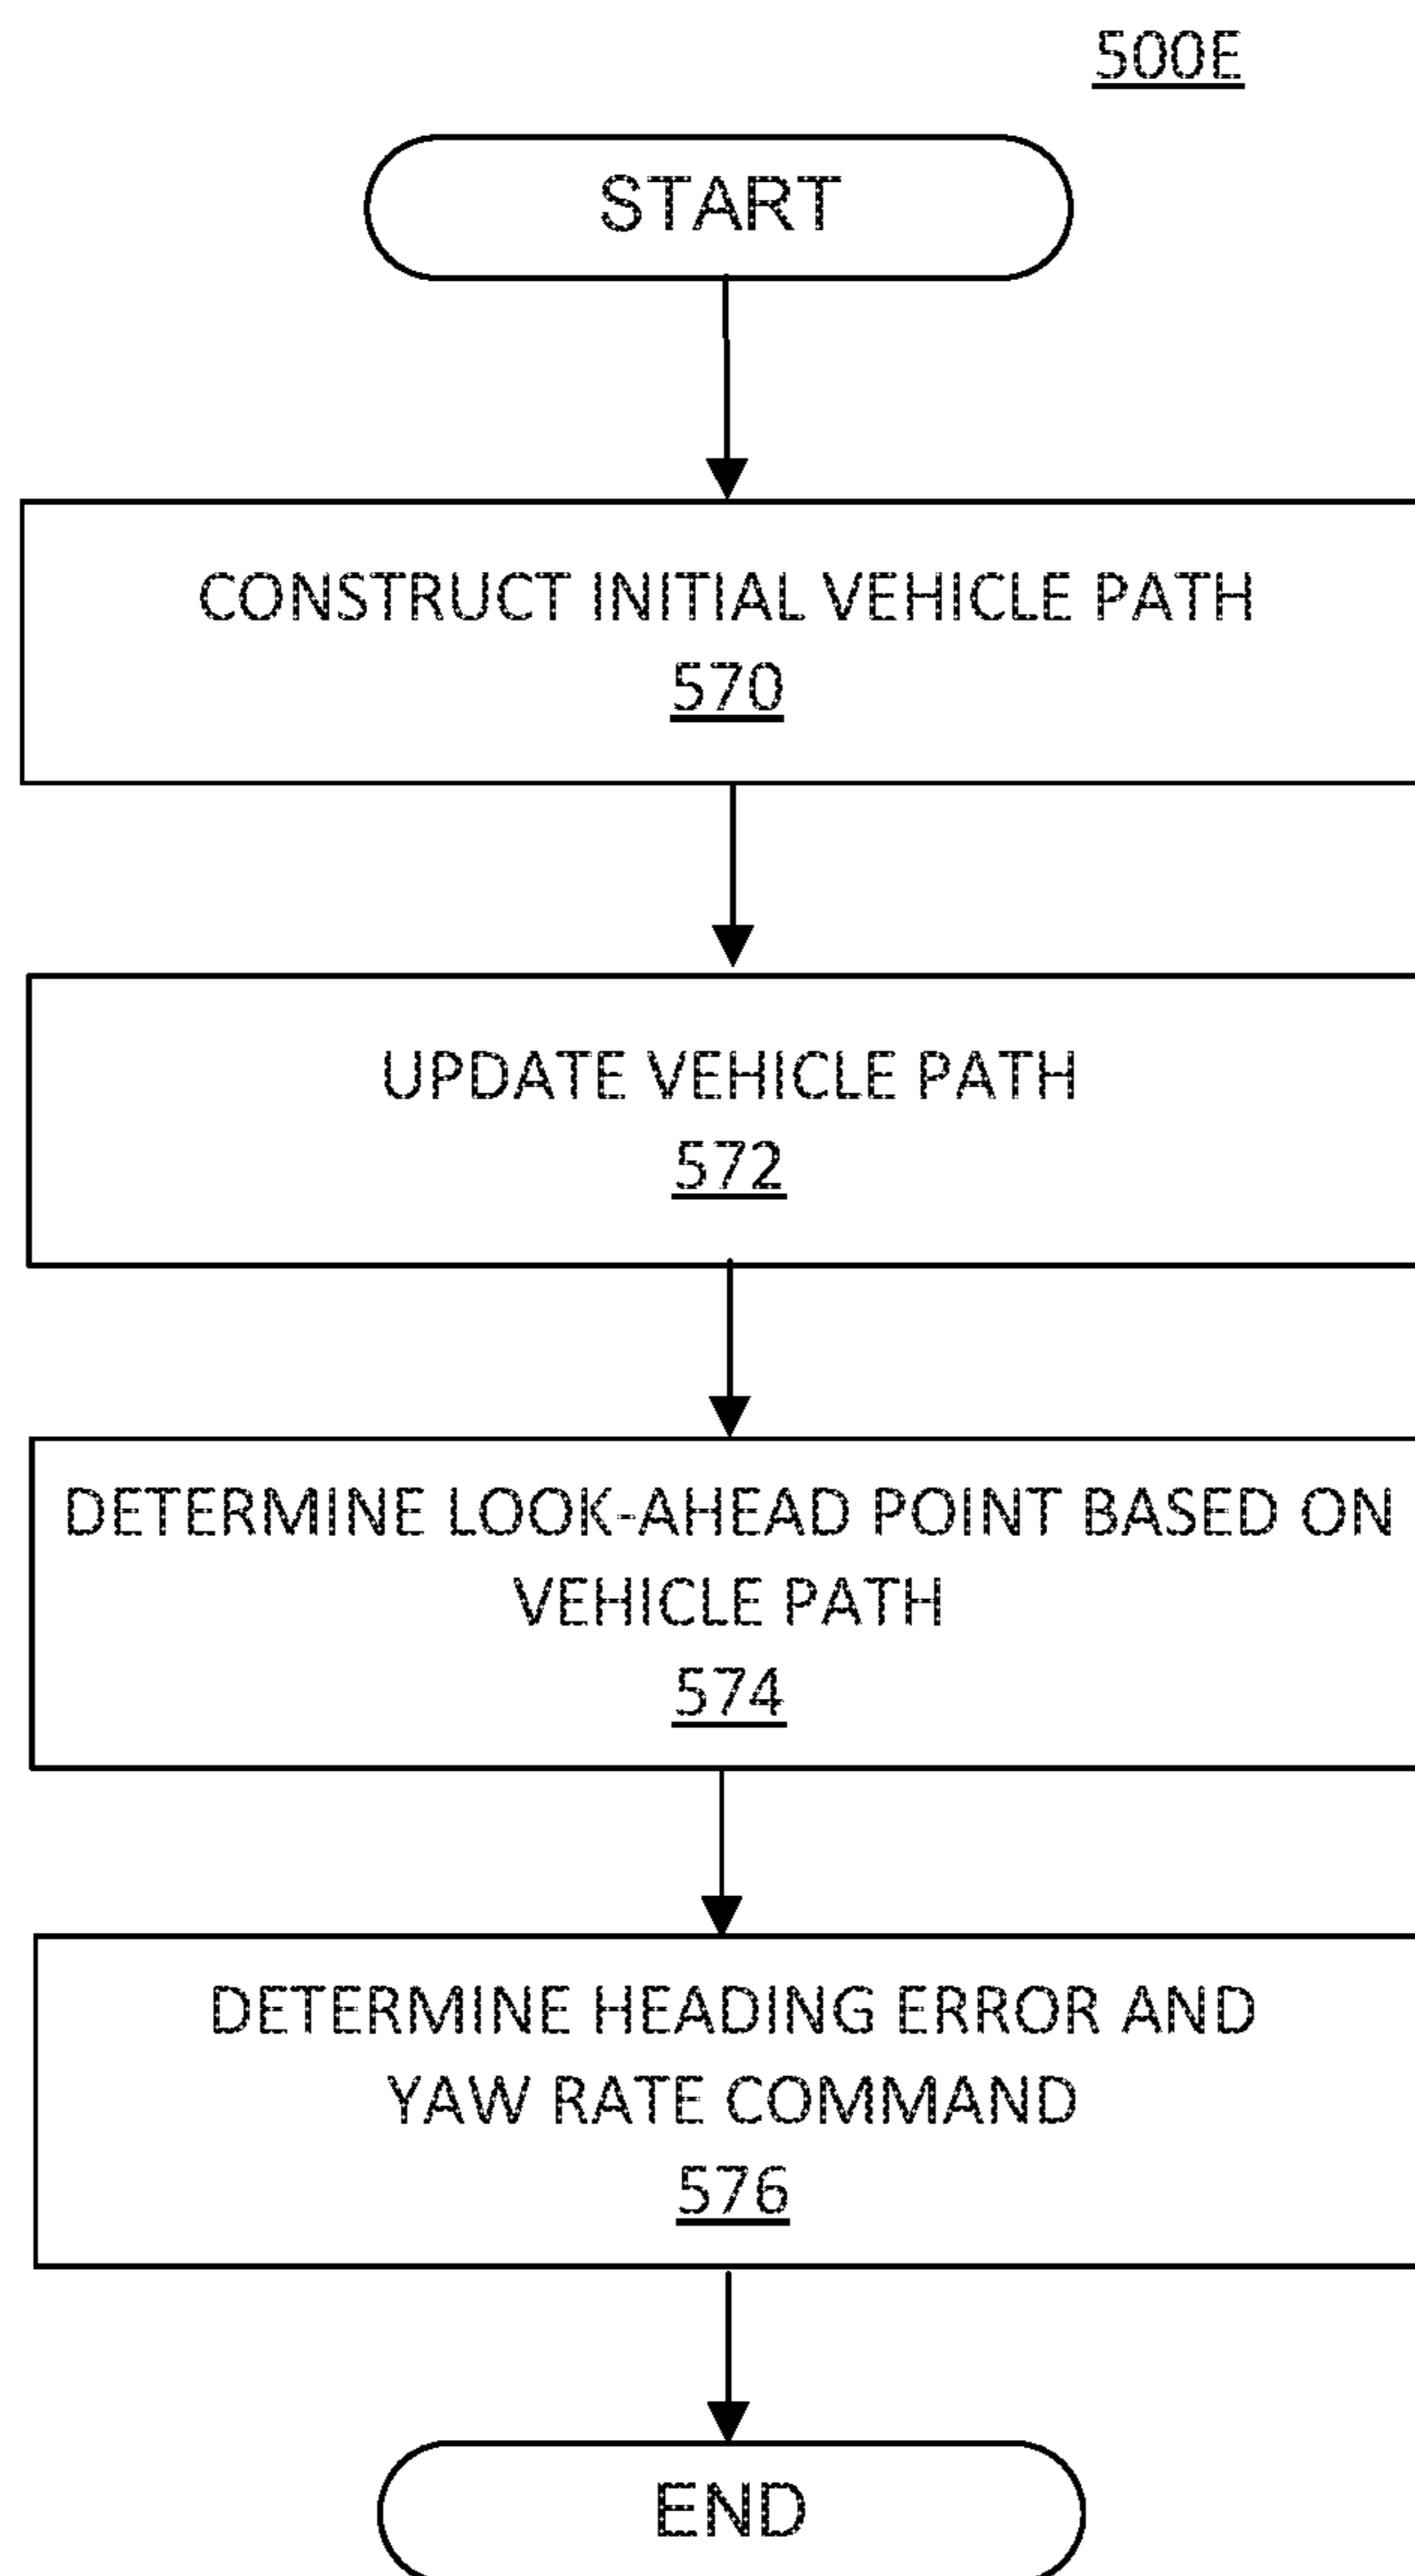 500E
START
CONSTRUCT INITIAL VEHICLE PATH
570
UPDATE VEHICLE PATH
572
DETERMINE LOOK-AHEAD POINT BASED ON
VEHICLE PATH
574
DETERMINE HEADING ERROR AND
YAW RATE COMMAND
576
END